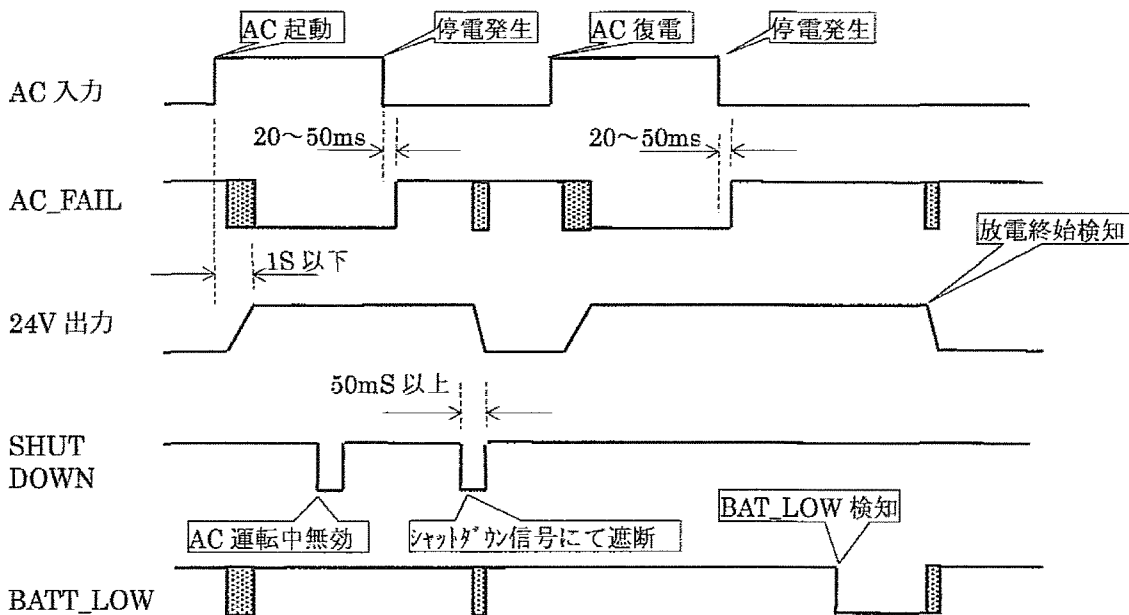 AC 起動
停電発生
AC 復電
停電発生
AC 入力
20～50ms
20～50ms
AC_FAIL
放電終始検知
1S 以下
24V 出力
50mS 以上
SHUT
DOWN
BAT_LOW 検知
AC 運転中無効
ｼｬｯﾄﾀﾞｳﾝ信号にて遮断
BATT_LOW